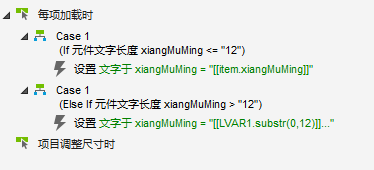 每项加载时
Case 1
(If 元件文字长度 xiangMuMing <= "12")
设置 文字于 xiangMuMing = "[[item.xiangMuMing]]"
Case 1
(Else If 元件文字长度 xiangMuMing > "12")
设置 文字于 xiangMuMing = "[[LVAR1.substr(0,12)]]..."
项目调整尺寸时